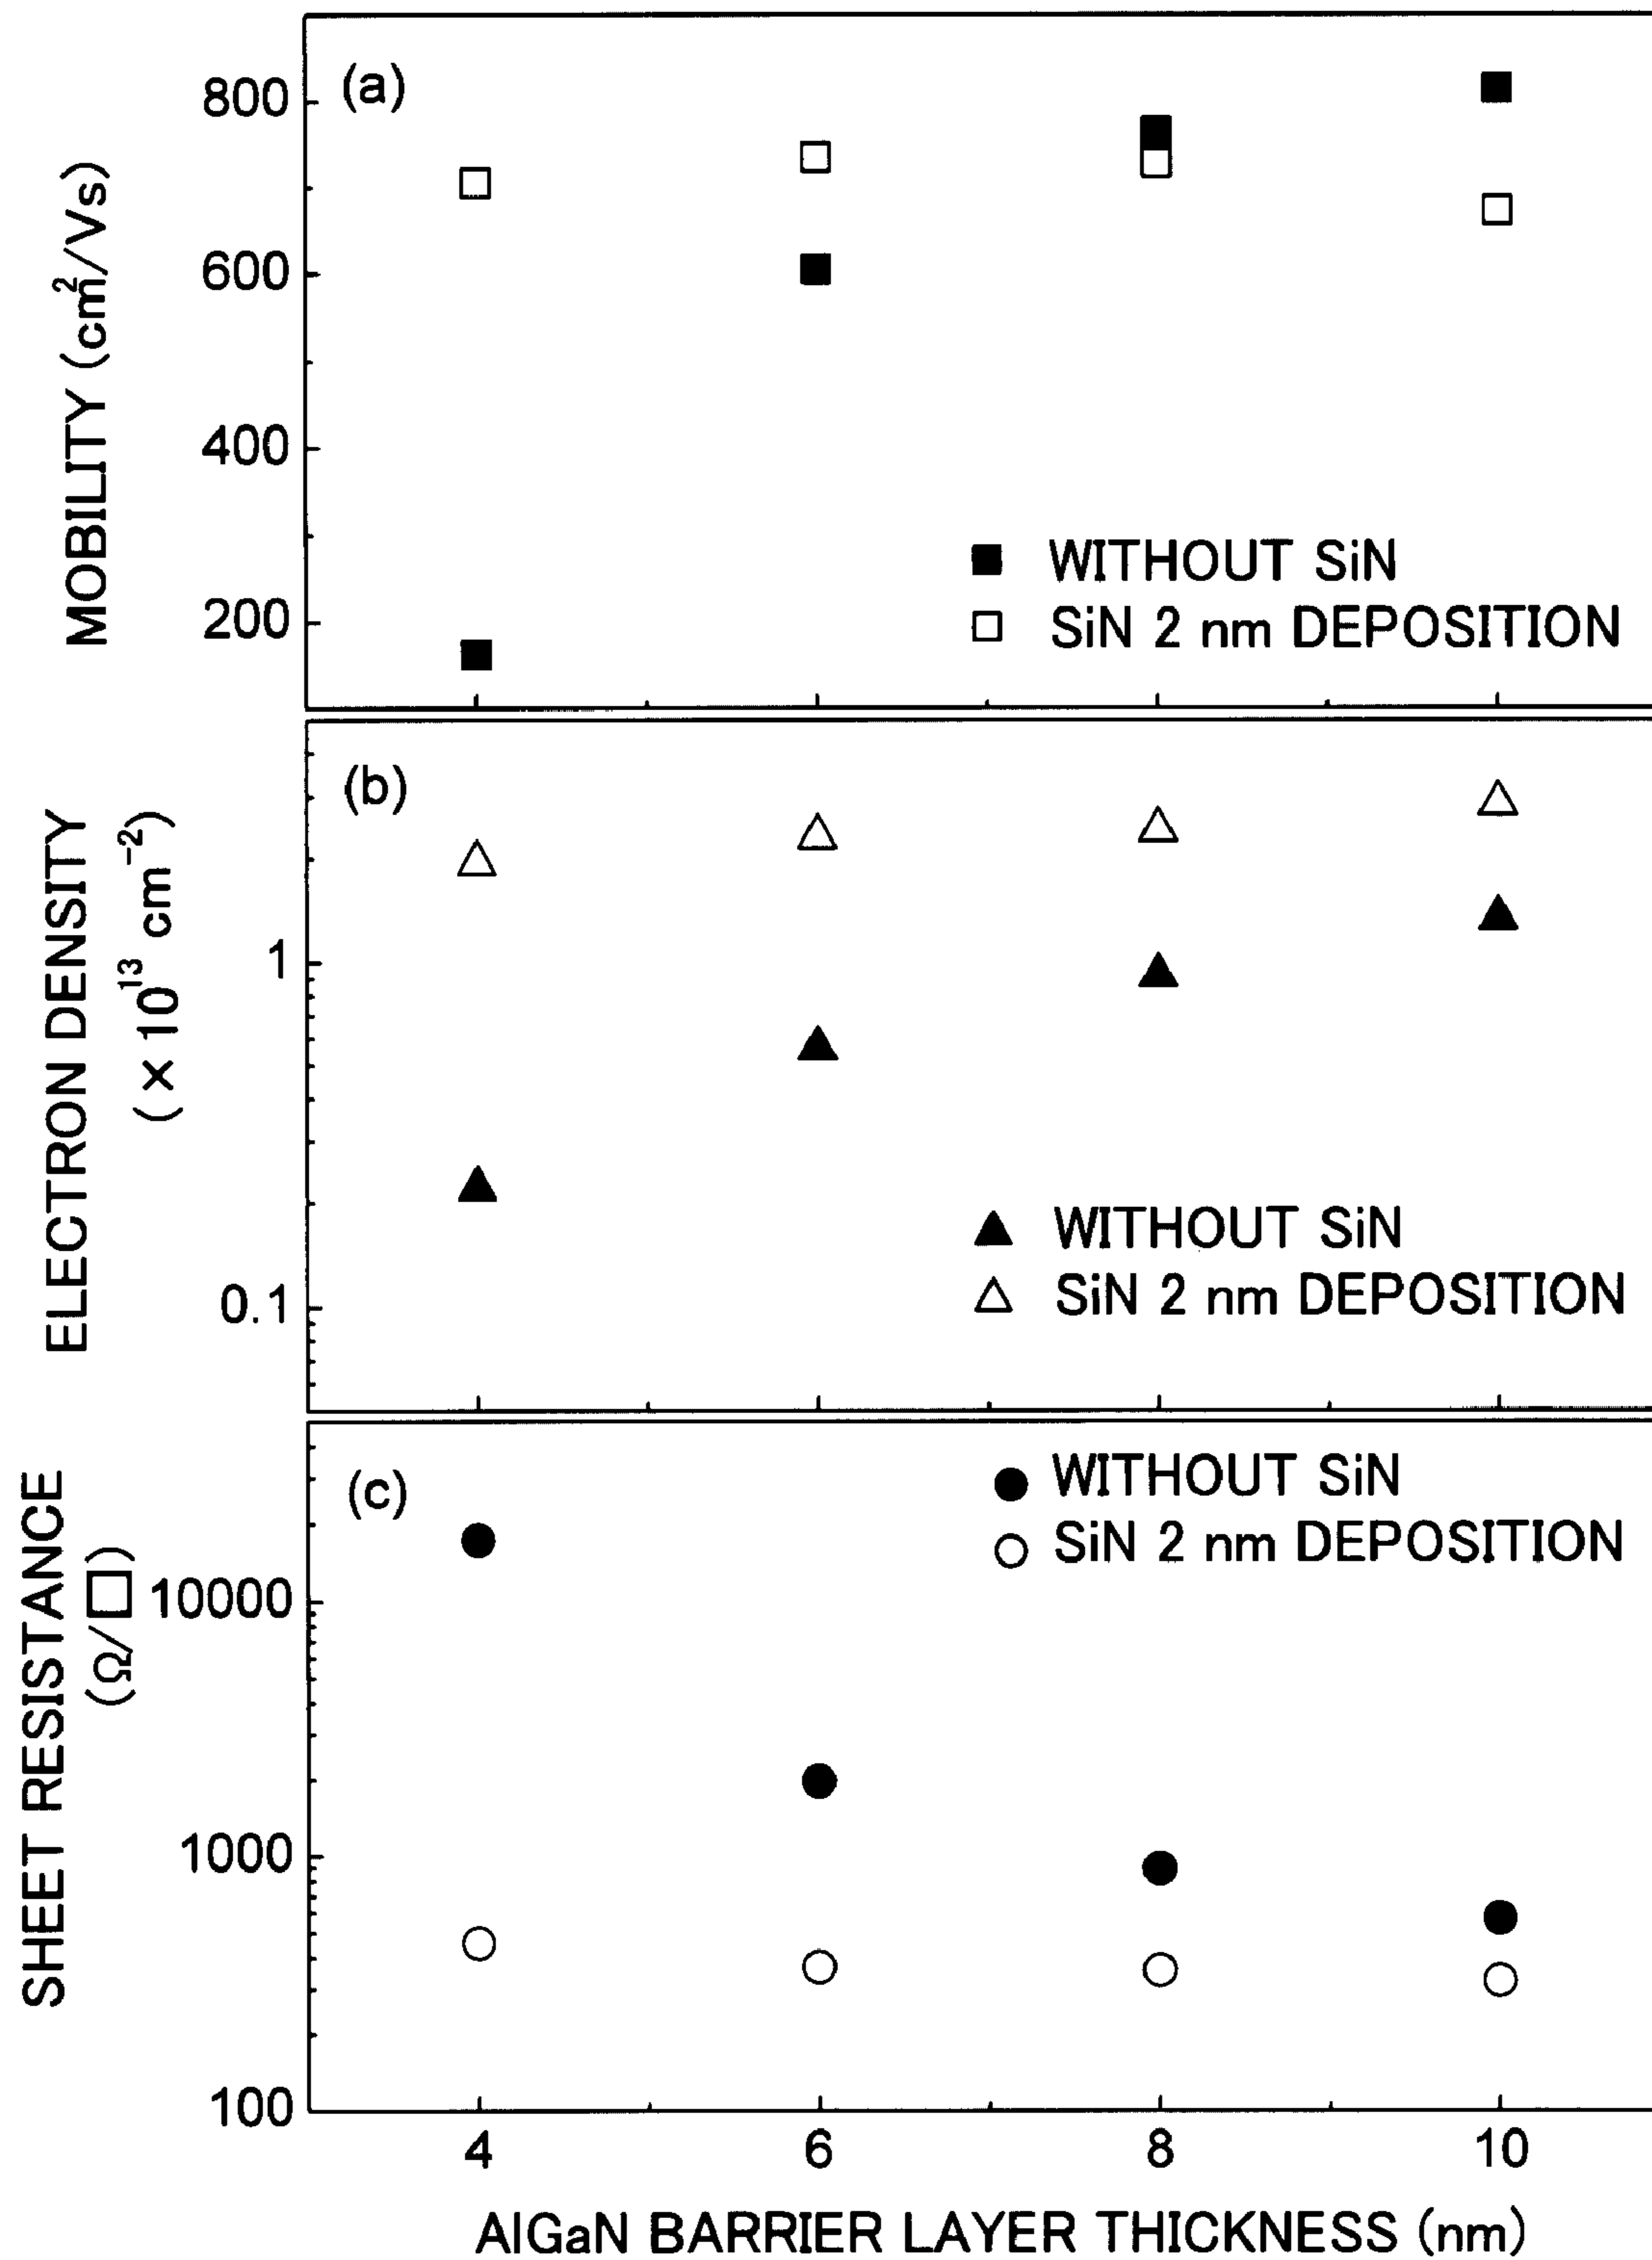 (a)
MOBILITY (cm²/Vs)
800
600
400
200
WITHOUT SiN
SiN 2 nm DEPOSITION
(b)
ELECTRON DENSITY
(×10¹³ cm⁻²)
1
0.1
WITHOUT SiN
SiN 2 nm DEPOSITION
(c)
SHEET RESISTANCE
(Ω/□)
10000
1000
100
WITHOUT SiN
SiN 2 nm DEPOSITION
4 6 8 10
AlGaN BARRIER LAYER THICKNESS (nm)